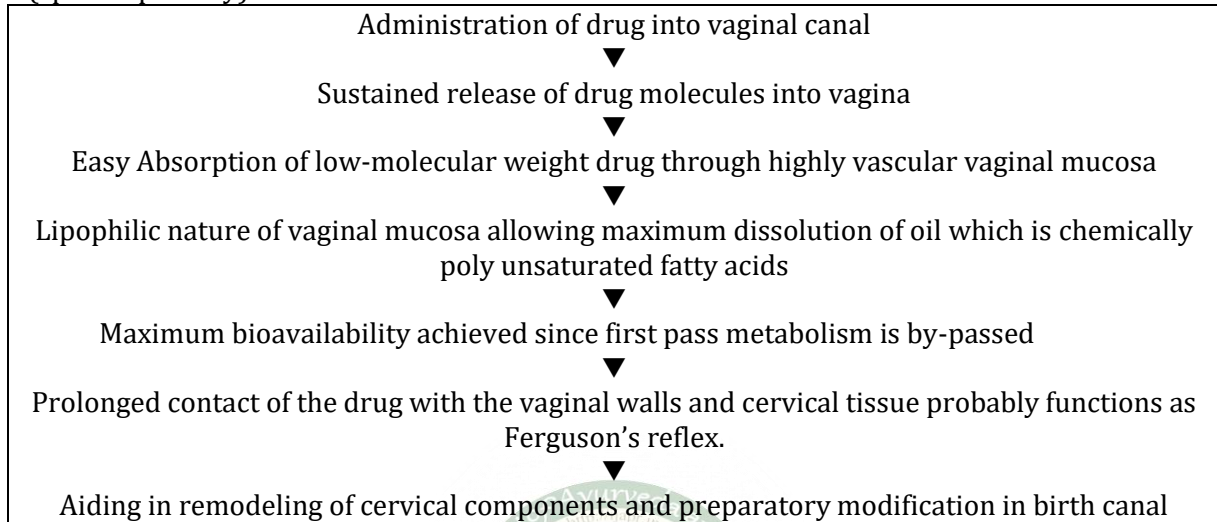 Administration of drug into vaginal canal
▼
Sustained release of drug molecules into vagina
▼
Easy Absorption of low-molecular weight drug through highly vascular vaginal mucosa
▼
Lipophilic nature of vaginal mucosa allowing maximum dissolution of oil which is chemically
poly unsaturated fatty acids
▼
Maximum bioavailability achieved since first pass metabolism is by-passed
▼
Prolonged contact of the drug with the vaginal walls and cervical tissue probably functions as
Ferguson’s reflex.
▼
Aiding in remodeling of cervical components and preparatory modification in birth canal